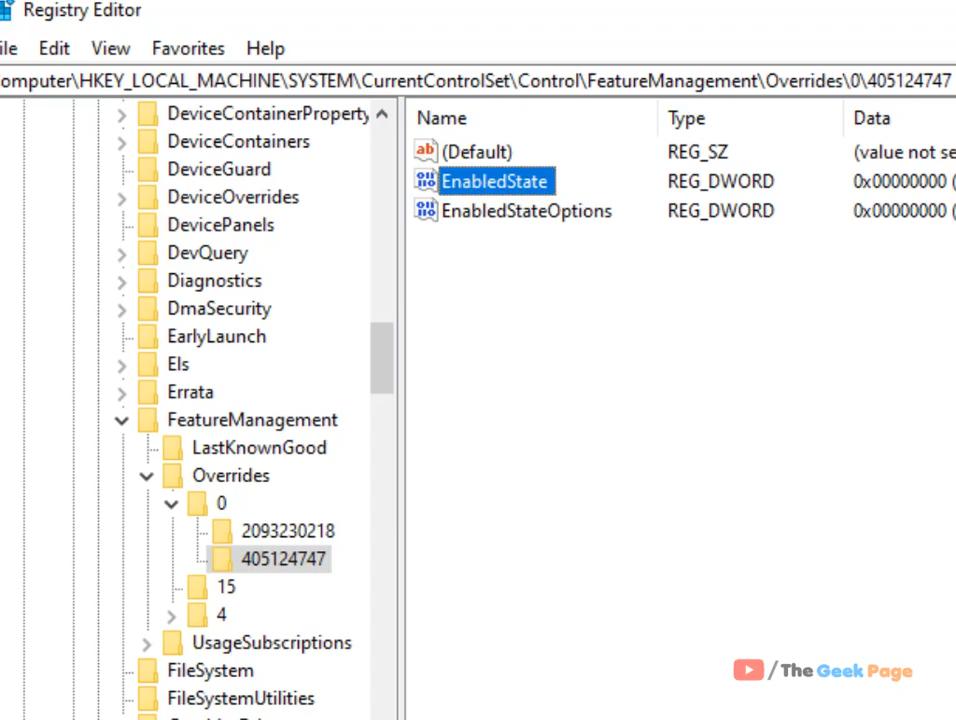 Registry Editor
ile Edit View Favorites Help
omputer\HKEY_LOCAL_MACHINE\SYSTEM\CurrentControlSet\Control\FeatureManagement\Overrides\0\405124747
DeviceContainerProperty
DeviceContainers
DeviceGuard
DeviceOverrides
DevicePanels
DevQuery
Diagnostics
DmaSecurity
EarlyLaunch
Els
Errata
FeatureManagement
LastKnownGood
Overrides
0
2093230218
405124747
15
4
UsageSubscriptions
FileSystem
FileSystemUtilities
Name Type Data
ab (Default) REG_SZ (value not se
EnabledState REG_DWORD 0x00000000 (
EnabledStateOptions REG_DWORD 0x00000000 (
/The Geek Page